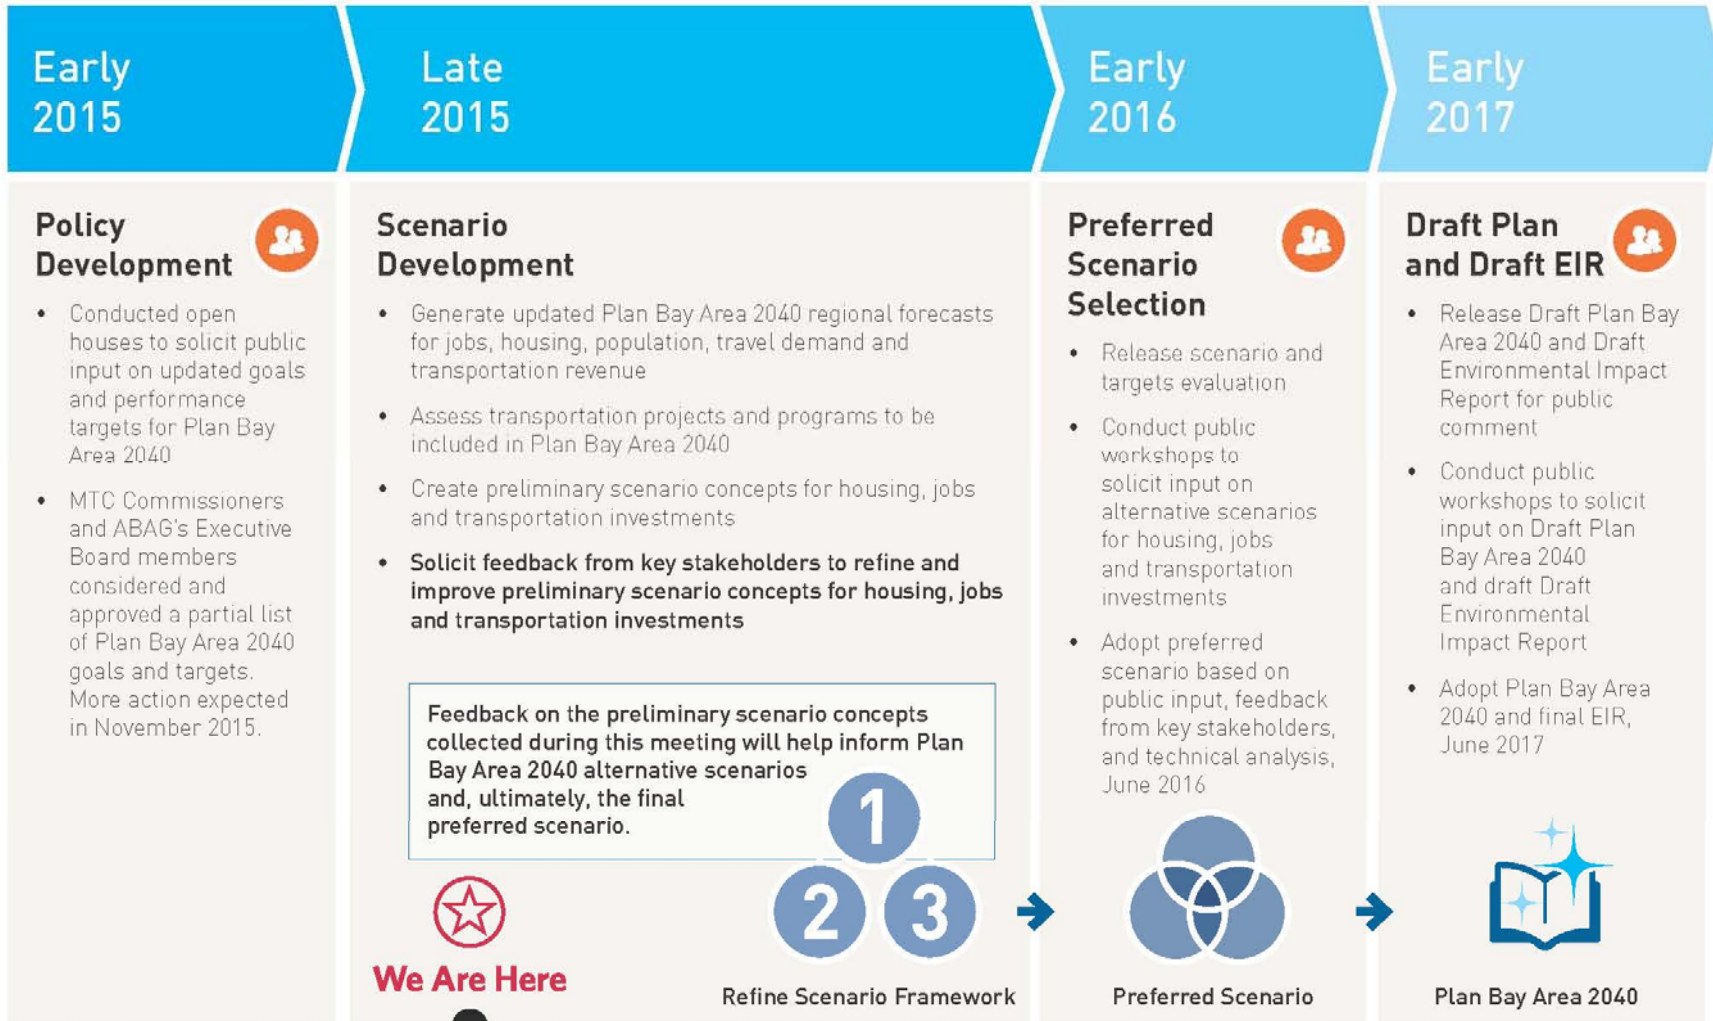 Early
2015
Late
2015
Early
2016
Early
2017
Policy
Development
• Conducted open
houses to solicit public
input on updated goals
and performance
targets for Plan Bay
Area 2040
• MTC Commissioners
and ABAG's Executive
Board members
considered and
approved a partial list
of Plan Bay Area 2040
goals and targets.
More action expected
in November 2015.
Scenario
Development
• Generate updated Plan Bay Area 2040 regional forecasts
for jobs, housing, population, travel demand and
transportation revenue
• Assess transportation projects and programs to be
included in Plan Bay Area 2040
• Create preliminary scenario concepts for housing, jobs
and transportation investments
• Solicit feedback from key stakeholders to refine and
improve preliminary scenario concepts for housing, jobs
and transportation investments
Feedback on the preliminary scenario concepts
collected during this meeting will help inform Plan
Bay Area 2040 alternative scenarios
and, ultimately, the final
preferred scenario.
1
2 3
We Are Here
Refine Scenario Framework
Preferred
Scenario
Selection
• Release scenario and
targets evaluation
• Conduct public
workshops to
solicit input on
alternative scenarios
for housing, jobs
and transportation
investments
• Adopt preferred
scenario based on
public input, feedback
from key stakeholders,
and technical analysis,
June 2016
Preferred Scenario
Draft Plan
and Draft EIR
• Release Draft Plan Bay
Area 2040 and Draft
Environmental Impact
Report for public
comment
• Conduct public
workshops to solicit
input on Draft Plan
Bay Area 2040
and draft Draft
Environmental
Impact Report
• Adopt Plan Bay Area
2040 and final EIR,
June 2017
Plan Bay Area 2040